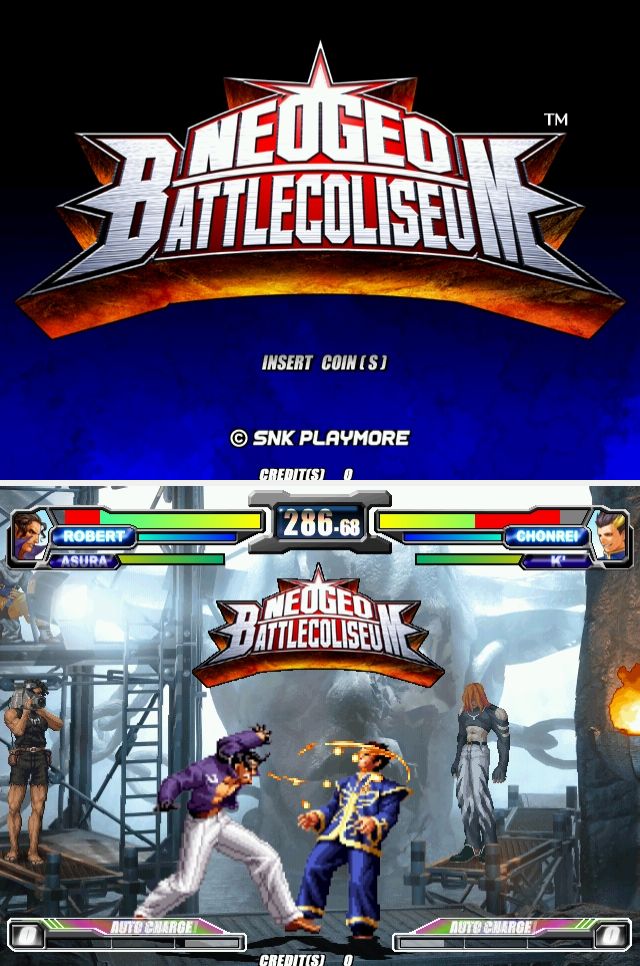 NEOGEO
BATTLECOLISEUM
TM
INSERT COIN(S)
© SNK PLAYMORE
CREDIT(S) 0
286.68
ROBERT
CHONREI
ASURA
K'
NEOGEO
BATTLECOLISEUM
AUTO CHARGE
AUTO CHARGE
0
0
CREDIT(S) 0